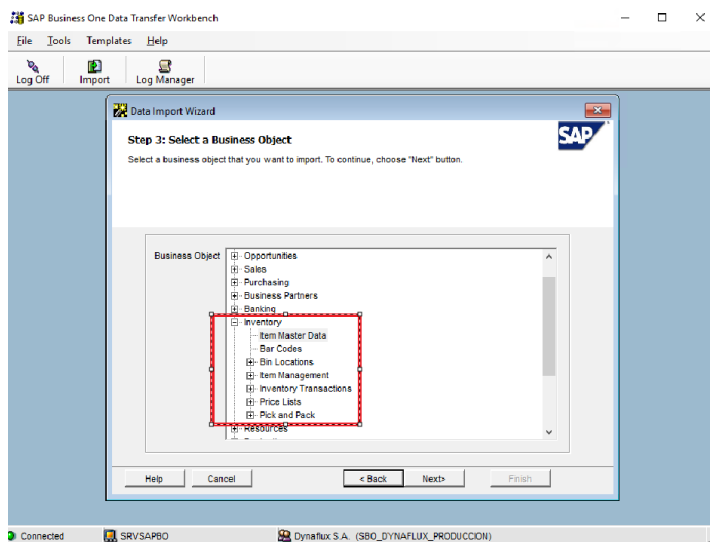 SAP Business One Data Transfer Workbench
File Tools Templates Help
Log Off Import Log Manager
Data Import Wizard
Step 3: Select a Business Object
SAP
Select a business object that you want to import. To continue, choose "Next" button.
Business Object
Opportunities
Sales
Purchasing
Business Partners
Banking
Inventory
Item Master Data
Bar Codes
Bin Locations
Item Management
Inventory Transactions
Price Lists
Pick and Pack
Resources
Help Cancel < Back Next> Finish
Connected SRVSAPBO Dynaflux S.A. (SBO_DYNAFLUX_PRODUCCION)